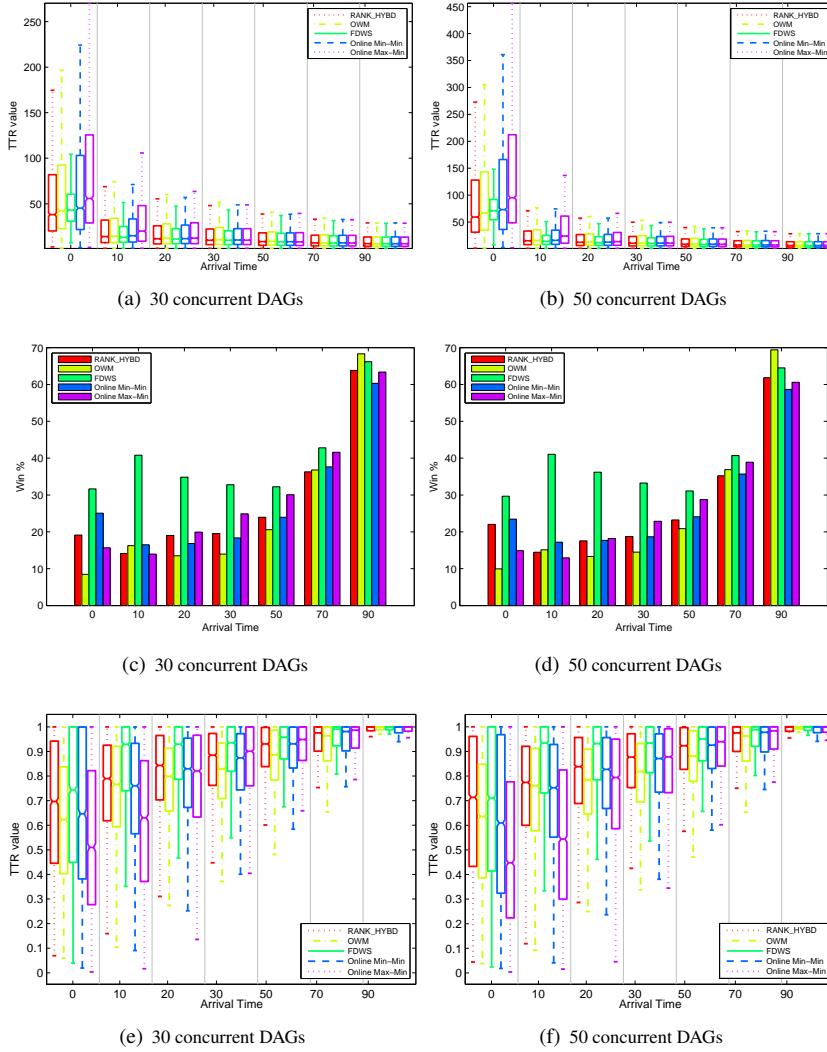 250
200
150
100
50
TTR value
0 10 20 30 50 70 90
Arrival Time
RANK_HYBD
OWM
FDWS
Online Min−Min
Online Max−Min
(a) 30 concurrent DAGs
450
400
350
300
250
200
150
100
50
TTR value
0 10 20 30 50 70 90
Arrival Time
RANK_HYBD
OWM
FDWS
Online Min−Min
Online Max−Min
(b) 50 concurrent DAGs
70
60
50
40
30
20
10
0
Win %
0 10 20 30 50 70 90
Arrival Time
RANK_HYBD
OWM
FDWS
Online Min−Min
Online Max−Min
(c) 30 concurrent DAGs
70
60
50
40
30
20
10
0
Win %
0 10 20 30 50 70 90
Arrival Time
RANK_HYBD
OWM
FDWS
Online Min−Min
Online Max−Min
(d) 50 concurrent DAGs
1
0.9
0.8
0.7
0.6
0.5
0.4
0.3
0.2
0.1
0
TTR value
0 10 20 30 50 70 90
Arrival Time
RANK_HYBD
OWM
FDWS
Online Min−Min
Online Max−Min
(e) 30 concurrent DAGs
1
0.9
0.8
0.7
0.6
0.5
0.4
0.3
0.2
0.1
0
TTR value
0 10 20 30 50 70 90
Arrival Time
RANK_HYBD
OWM
FDWS
Online Min−Min
Online Max−Min
(f) 50 concurrent DAGs